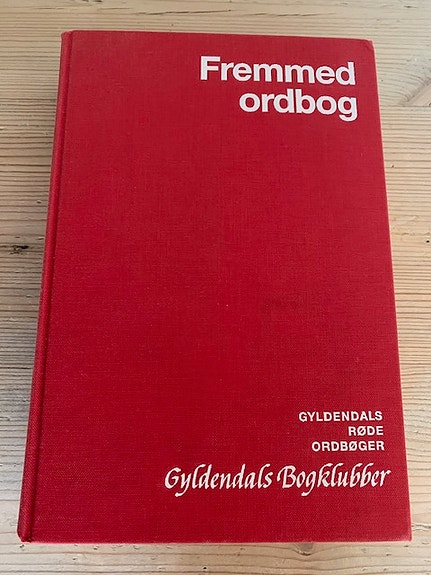 Fremmed
ordbog
GYLDENDALS
RØDE
ORDBØGER
Gyldendals Bogklubber